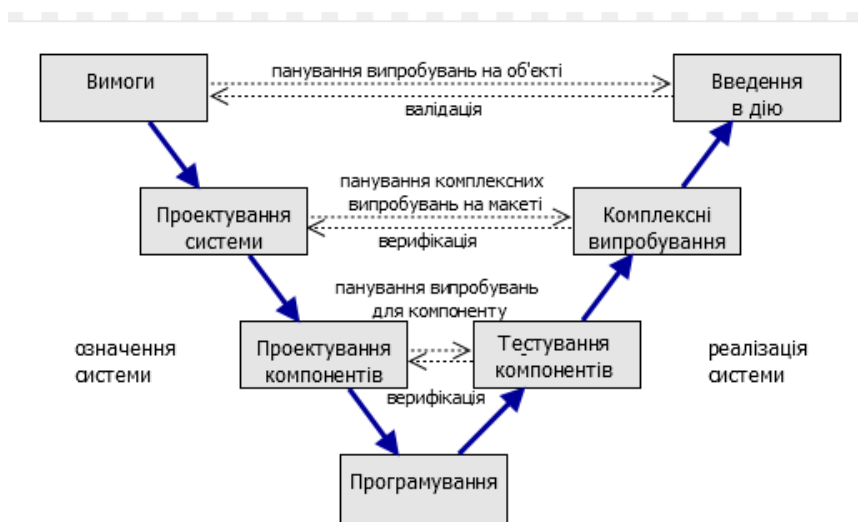 панування випробувань на об'єкті
Вимоги
Введення
в дію
валідація
панування комплексних
випробувань на макеті
Проектування
системи
Комплексні
випробування
верифікація
панування випробувань
для компоненту
означення
системи
Проектування
компонентів
Тестування
компонентів
реалізація
системи
верифікація
Програмування